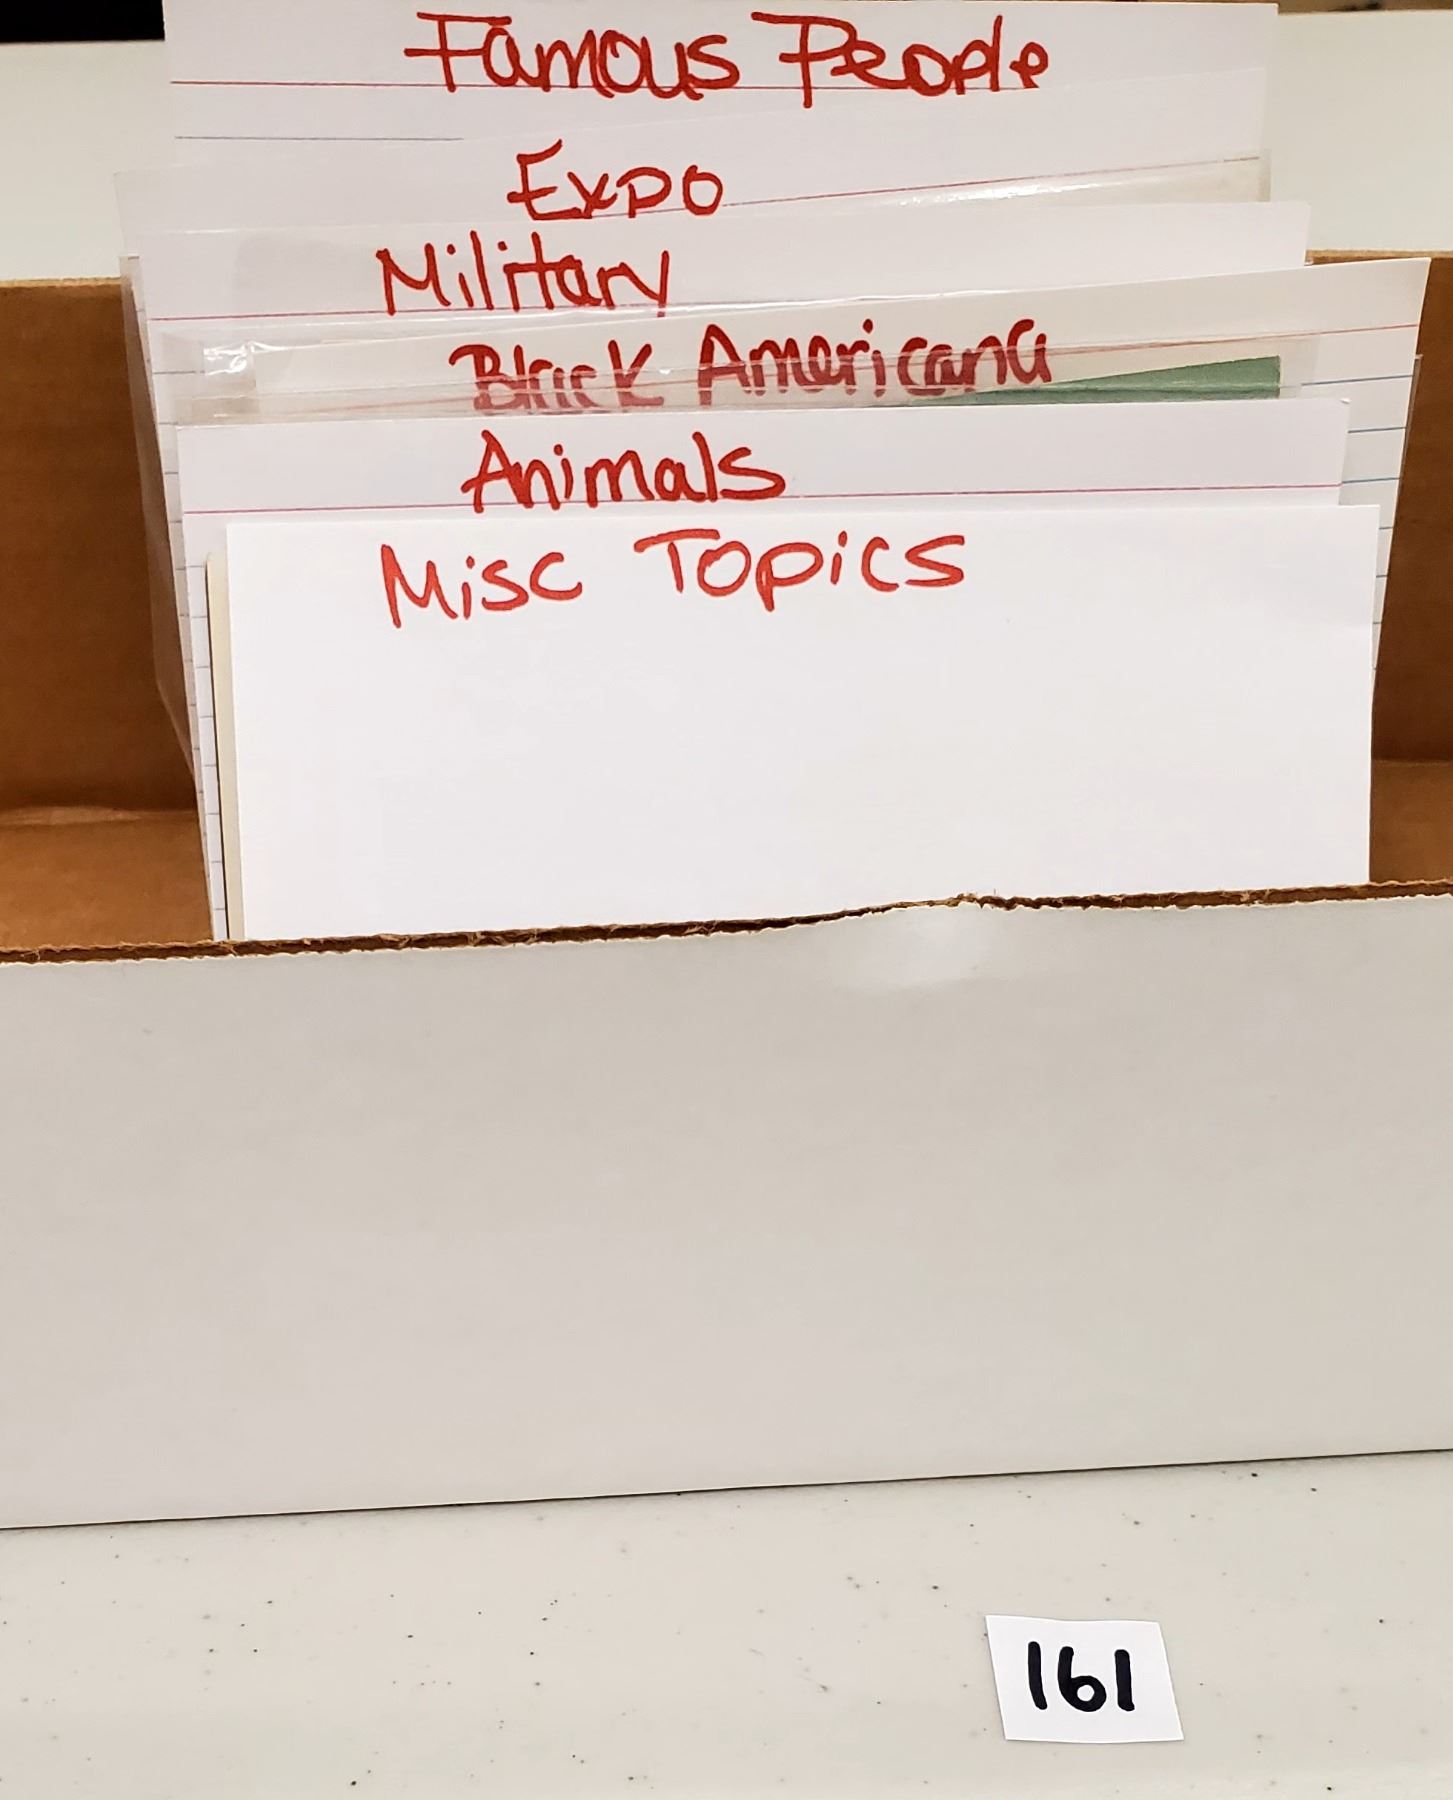 Famous People
Expo
Military
Black Americana
Animals
Misc Topics
161